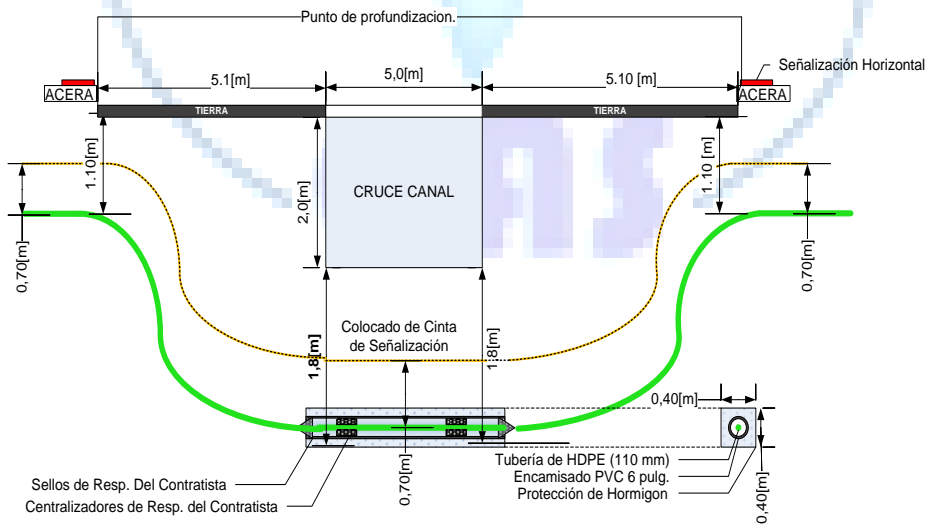 Punto de profundizacion.
Señalización Horizontal
5.1[m]
5,0[m]
5.10 [m]
ACERA
ACERA
TIERRA
TIERRA
1.10[m]
2,0[m]
CRUCE CANAL
1.10 [m]
0,70[m]
0,70[m]
Colocado de Cinta
de Señalización
1,8[m]
1.8[m]
0,40[m]
Tubería de HDPE (110 mm)
Encamisado PVC 6 pulg.
Protección de Hormigon
Sellos de Resp. Del Contratista
Centralizadores de Resp. del Contratista
0,70[m]
0,40[m]